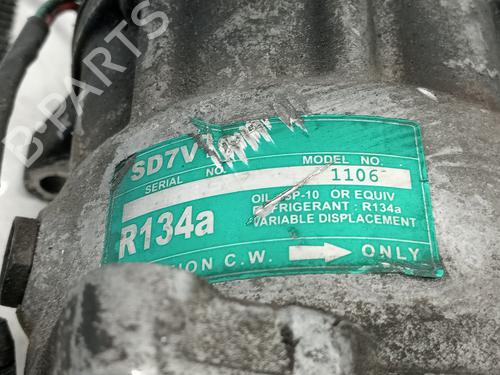 B-PARTS
SD7V
SERIAL NO. MODEL NO.
1106
OIL : SP-10 OR EQUIV
REFRIGERANT : R134a
R134a VARIABLE DISPLACEMENT
C.W. ONLY